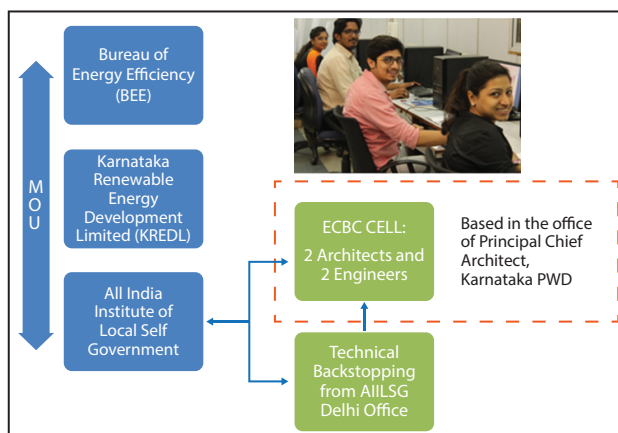 Bureau of
Energy Efficiency
(BEE)
MOU
Karnataka
Renewable
Energy
Development
Limited (KREDL)
All India
Institute of
Local Self
Government
ECBC CELL:
2 Architects and
2 Engineers
Based in the office
of Principal Chief
Architect,
Karnataka PWD
Technical
Backstopping
from AIILSG
Delhi Office